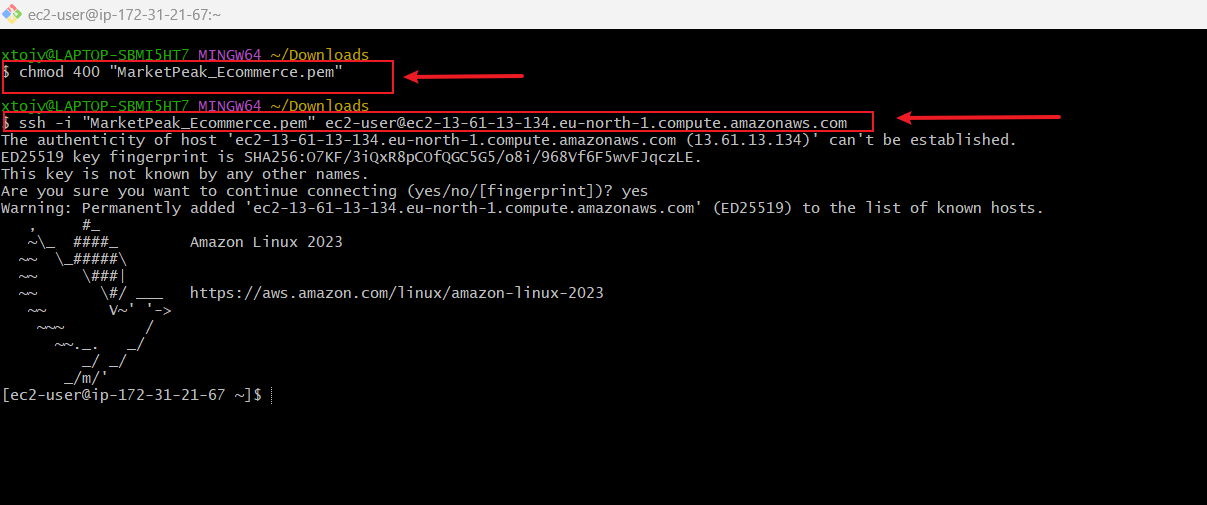 ec2-user@ip-172-31-21-67:~
xtojy@LAPTOP-SBMI5HT7 MINGW64 ~/Downloads
$ chmod 400 "MarketPeak_Ecommerce.pem"
xtojy@LAPTOP-SBMI5HT7 MINGW64 ~/Downloads
$ ssh -i "MarketPeak_Ecommerce.pem" ec2-user@ec2-13-61-13-134.eu-north-1.compute.amazonaws.com
The authenticity of host 'ec2-13-61-13-134.eu-north-1.compute.amazonaws.com (13.61.13.134)' can't be established.
ED25519 key fingerprint is SHA256:O7KF/3iQxR8pCOfQGC5G5/o8i/968Vf6F5wvFJqczLE.
This key is not known by any other names.
Are you sure you want to continue connecting (yes/no/[fingerprint])? yes
Warning: Permanently added 'ec2-13-61-13-134.eu-north-1.compute.amazonaws.com' (ED25519) to the list of known hosts.
   ,     #_
   ~\_  ####_        Amazon Linux 2023
  ~~  \_#####\
  ~~     \###|
  ~~       \#/ ___   https://aws.amazon.com/linux/amazon-linux-2023
   ~~       V~' '->
    ~~~         /
      ~~._.   _/
         _/ _/
       _/m/'
[ec2-user@ip-172-31-21-67 ~]$